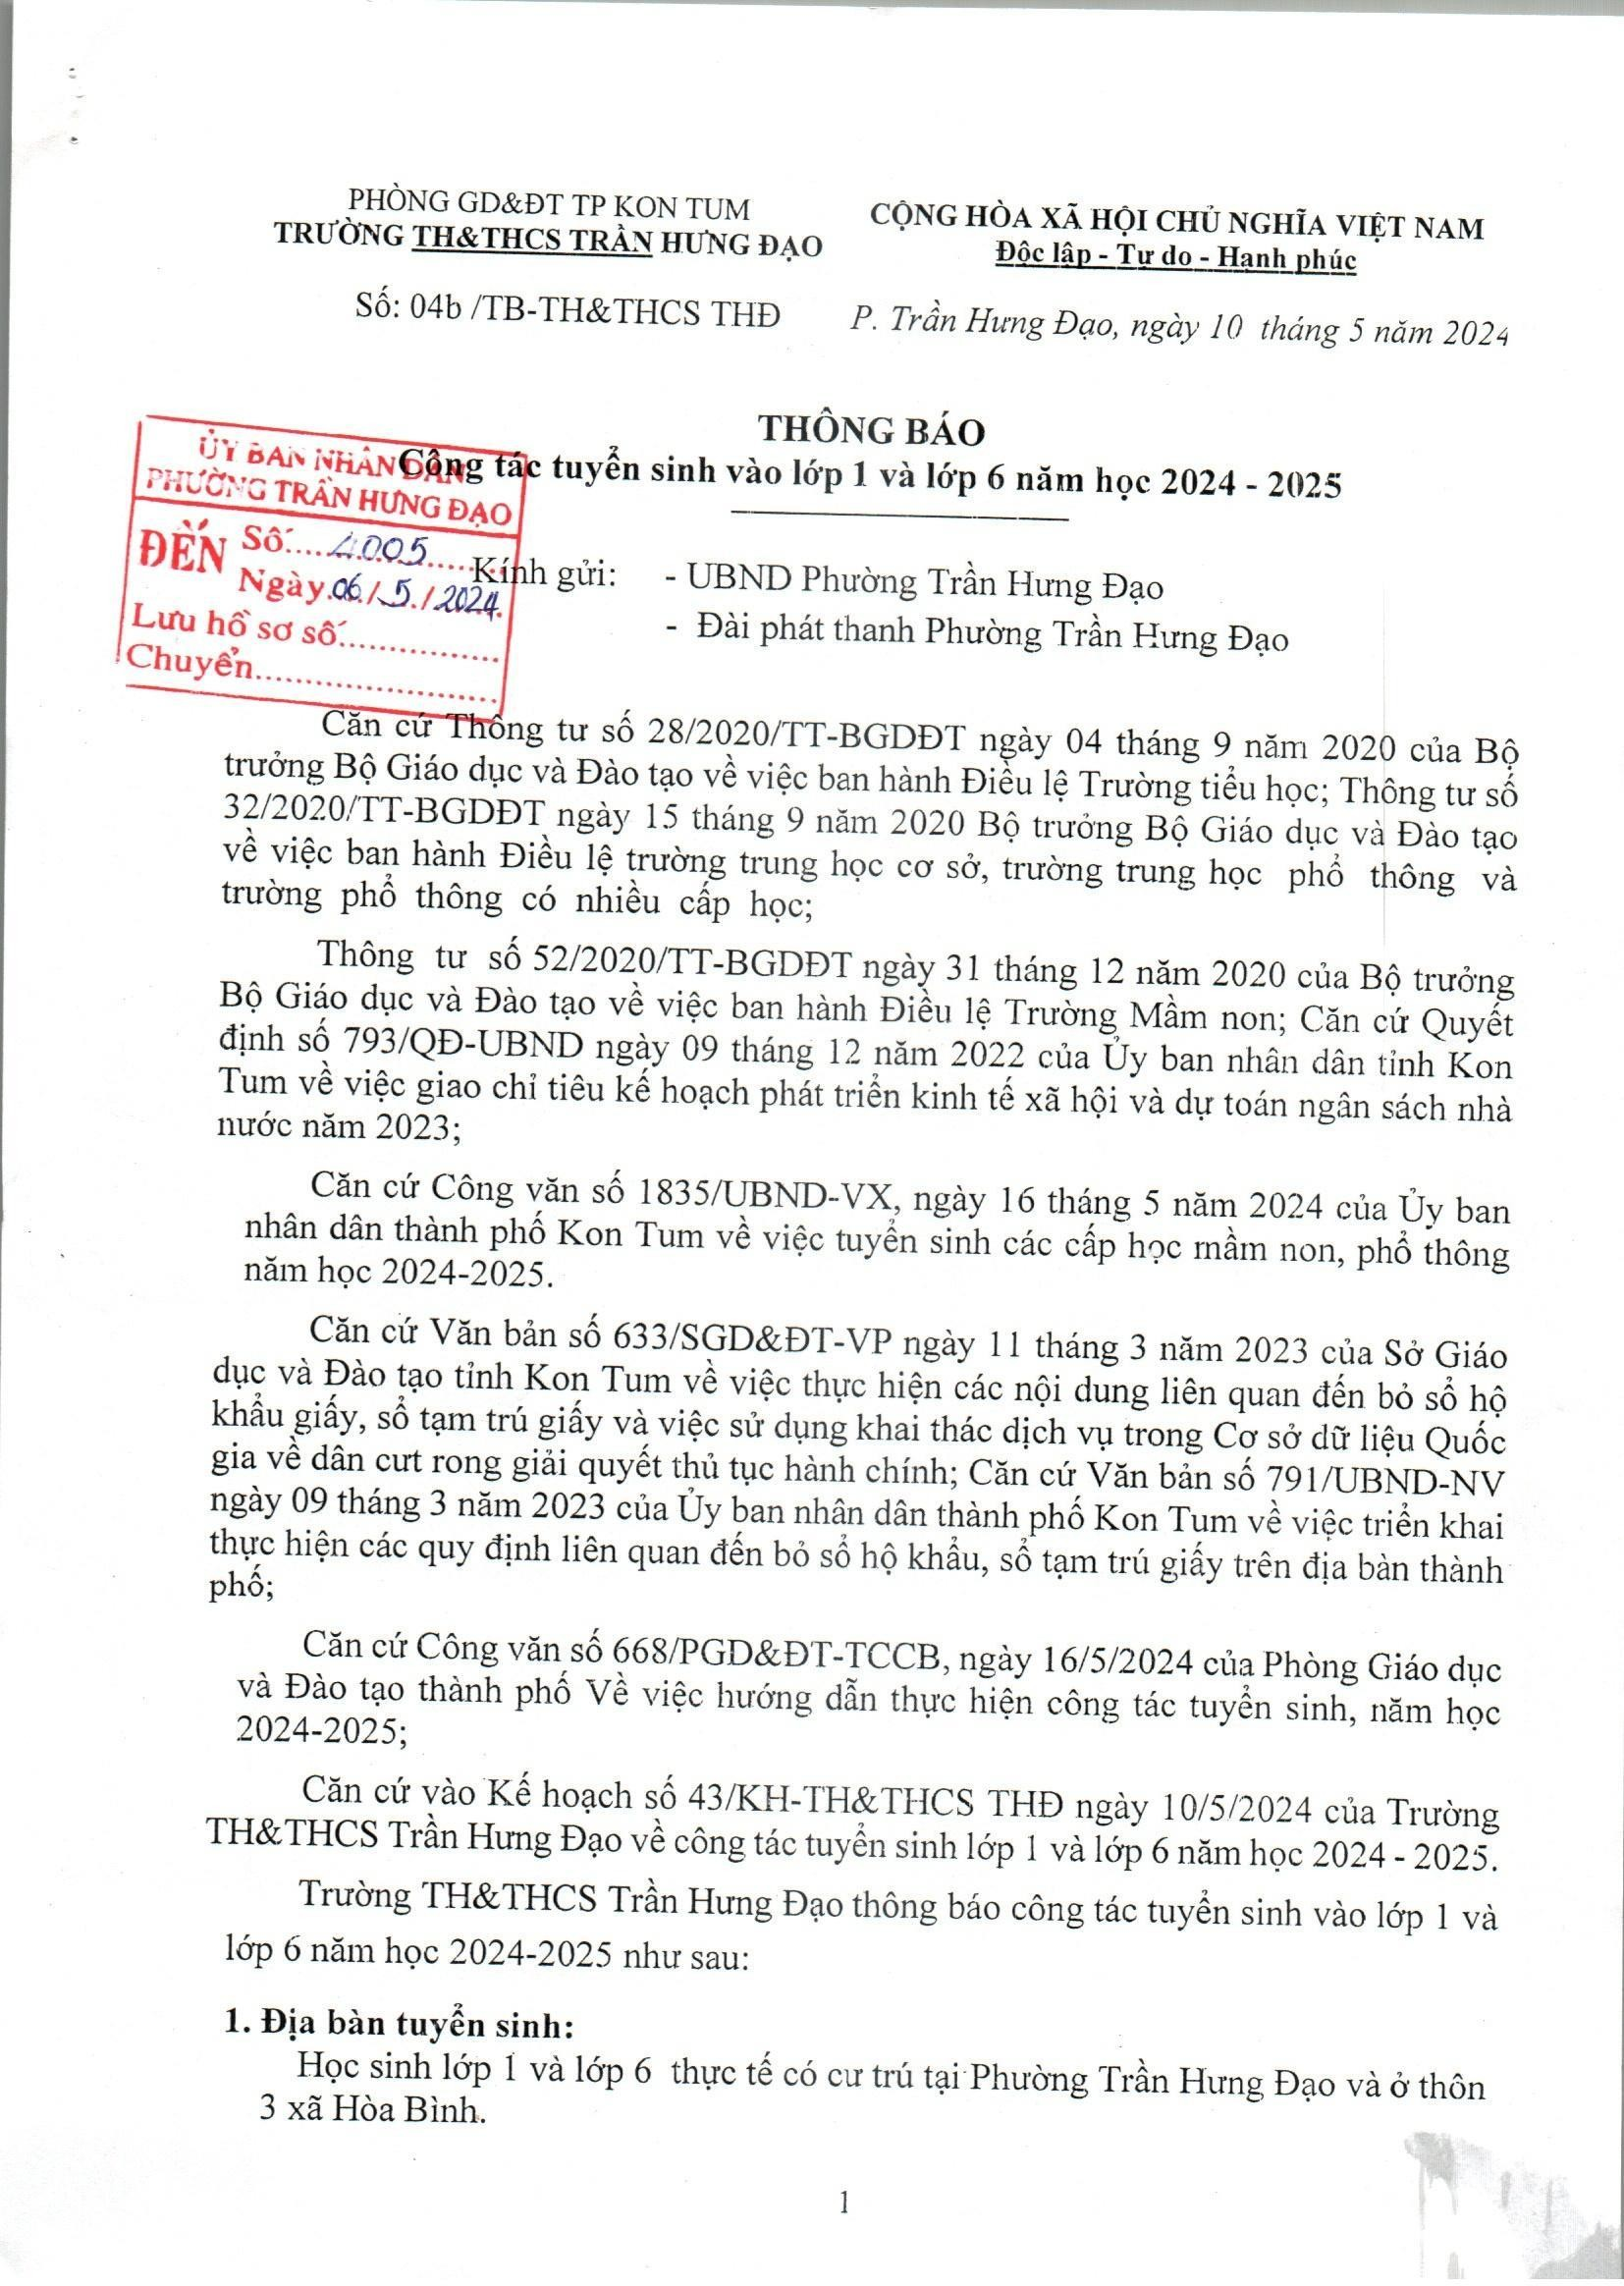 PHÒNG GD&ĐT TP KON TUM
TRƯỜNG TH&THCS TRẦN HƯNG ĐẠO
CỘNG HÒA XÃ HỘI CHỦ NGHĨA VIỆT NAM
Độc lập - Tự do - Hạnh phúc
Số: 04b /TB-TH&THCS THĐ
P. Trần Hưng Đạo, ngày 10 tháng 5 năm 2024
THÔNG BÁO
Công tác tuyển sinh vào lớp 1 và lớp 6 năm học 2024 - 2025
ỦY BAN NHÂN DÂN
PHƯỜNG TRẦN HƯNG ĐẠO
ĐẾN Số:....4005........
Ngày.06./.5./.2024.
Lưu hồ sơ số:...............
Chuyển........................
Kính gửi: - UBND Phường Trần Hưng Đạo
- Đài phát thanh Phường Trần Hưng Đạo
Căn cứ Thông tư số 28/2020/TT-BGDĐT ngày 04 tháng 9 năm 2020 của Bộ
trưởng Bộ Giáo dục và Đào tạo về việc ban hành Điều lệ Trường tiểu học; Thông tư số
32/2020/TT-BGDĐT ngày 15 tháng 9 năm 2020 Bộ trưởng Bộ Giáo dục và Đào tạo
về việc ban hành Điều lệ trường trung học cơ sở, trường trung học phổ thông và
trường phổ thông có nhiều cấp học;
Thông tư số 52/2020/TT-BGDĐT ngày 31 tháng 12 năm 2020 của Bộ trưởng
Bộ Giáo dục và Đào tạo về việc ban hành Điều lệ Trường Mầm non; Căn cứ Quyết
định số 793/QĐ-UBND ngày 09 tháng 12 năm 2022 của Ủy ban nhân dân tỉnh Kon
Tum về việc giao chỉ tiêu kế hoạch phát triển kinh tế xã hội và dự toán ngân sách nhà
nước năm 2023;
Căn cứ Công văn số 1835/UBND-VX, ngày 16 tháng 5 năm 2024 của Ủy ban
nhân dân thành phố Kon Tum về việc tuyển sinh các cấp học mầm non, phổ thông
năm học 2024-2025.
Căn cứ Văn bản số 633/SGD&ĐT-VP ngày 11 tháng 3 năm 2023 của Sở Giáo
dục và Đào tạo tỉnh Kon Tum về việc thực hiện các nội dung liên quan đến bỏ sổ hộ
khẩu giấy, sổ tạm trú giấy và việc sử dụng khai thác dịch vụ trong Cơ sở dữ liệu Quốc
gia về dân cưt rong giải quyết thủ tục hành chính; Căn cứ Văn bản số 791/UBND-NV
ngày 09 tháng 3 năm 2023 của Ủy ban nhân dân thành phố Kon Tum về việc triển khai
thực hiện các quy định liên quan đến bỏ sổ hộ khẩu, sổ tạm trú giấy trên địa bàn thành
phố;
Căn cứ Công văn số 668/PGD&ĐT-TCCB, ngày 16/5/2024 của Phòng Giáo dục
và Đào tạo thành phố Về việc hướng dẫn thực hiện công tác tuyển sinh, năm học
2024-2025;
Căn cứ vào Kế hoạch số 43/KH-TH&THCS THĐ ngày 10/5/2024 của Trường
TH&THCS Trần Hưng Đạo về công tác tuyển sinh lớp 1 và lớp 6 năm học 2024 - 2025.
Trường TH&THCS Trần Hưng Đạo thông báo công tác tuyển sinh vào lớp 1 và
lớp 6 năm học 2024-2025 như sau:
1. Địa bàn tuyển sinh:
Học sinh lớp 1 và lớp 6 thực tế có cư trú tại Phường Trần Hưng Đạo và ở thôn
3 xã Hòa Bình.
1